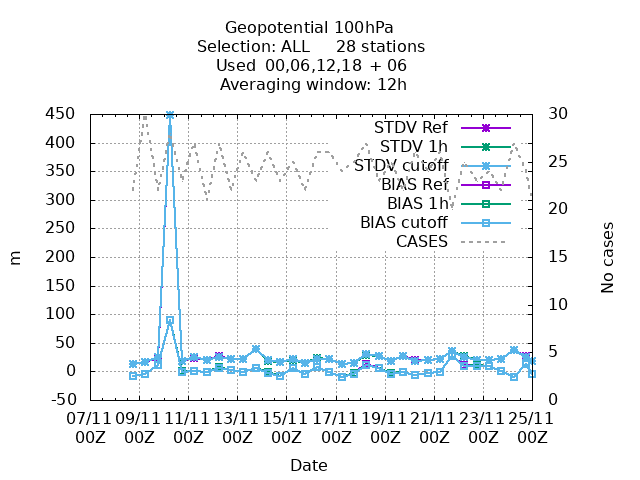 Geopotential 100hPa
Selection: ALL 28 stations
Used 00,06,12,18 + 06
Averaging window: 12h
450
400
350
300
250
200
150
100
50
0
-50
m
30
25
20
15
10
5
0
No cases
STDV Ref
STDV 1h
STDV cutoff
BIAS Ref
BIAS 1h
BIAS cutoff
CASES
07/11 09/11 11/11 13/11 15/11 17/11 19/11 21/11 23/11 25/11
00Z 00Z 00Z 00Z 00Z 00Z 00Z 00Z 00Z 00Z
Date